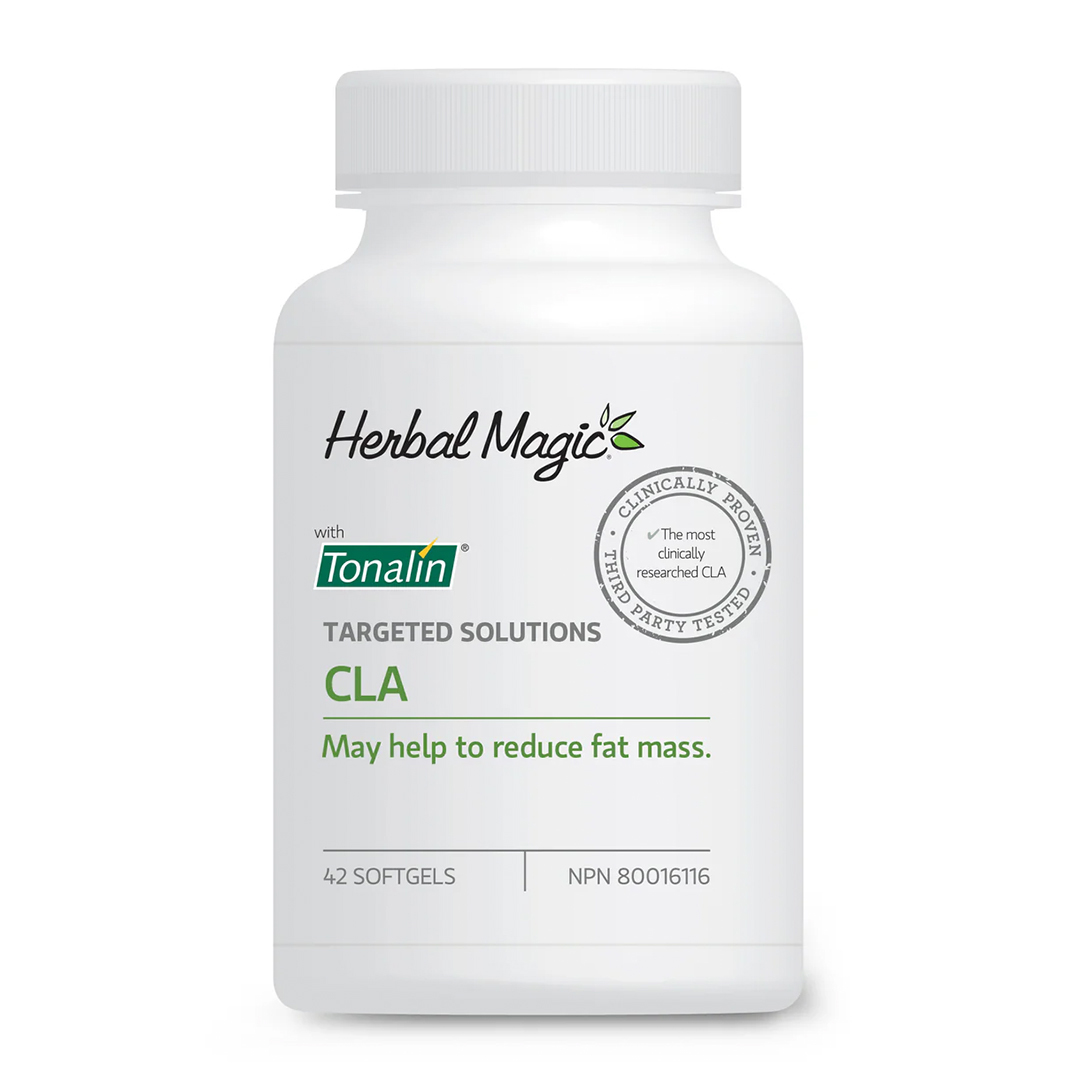 Herbal Magic®
with
Tonalin®
CLINICALLY PROVEN
✓The most
clinically
researched CLA
• THIRD PARTY TESTED •
TARGETED SOLUTIONS
CLA
May help to reduce fat mass.
42 SOFTGELS
NPN 80016116